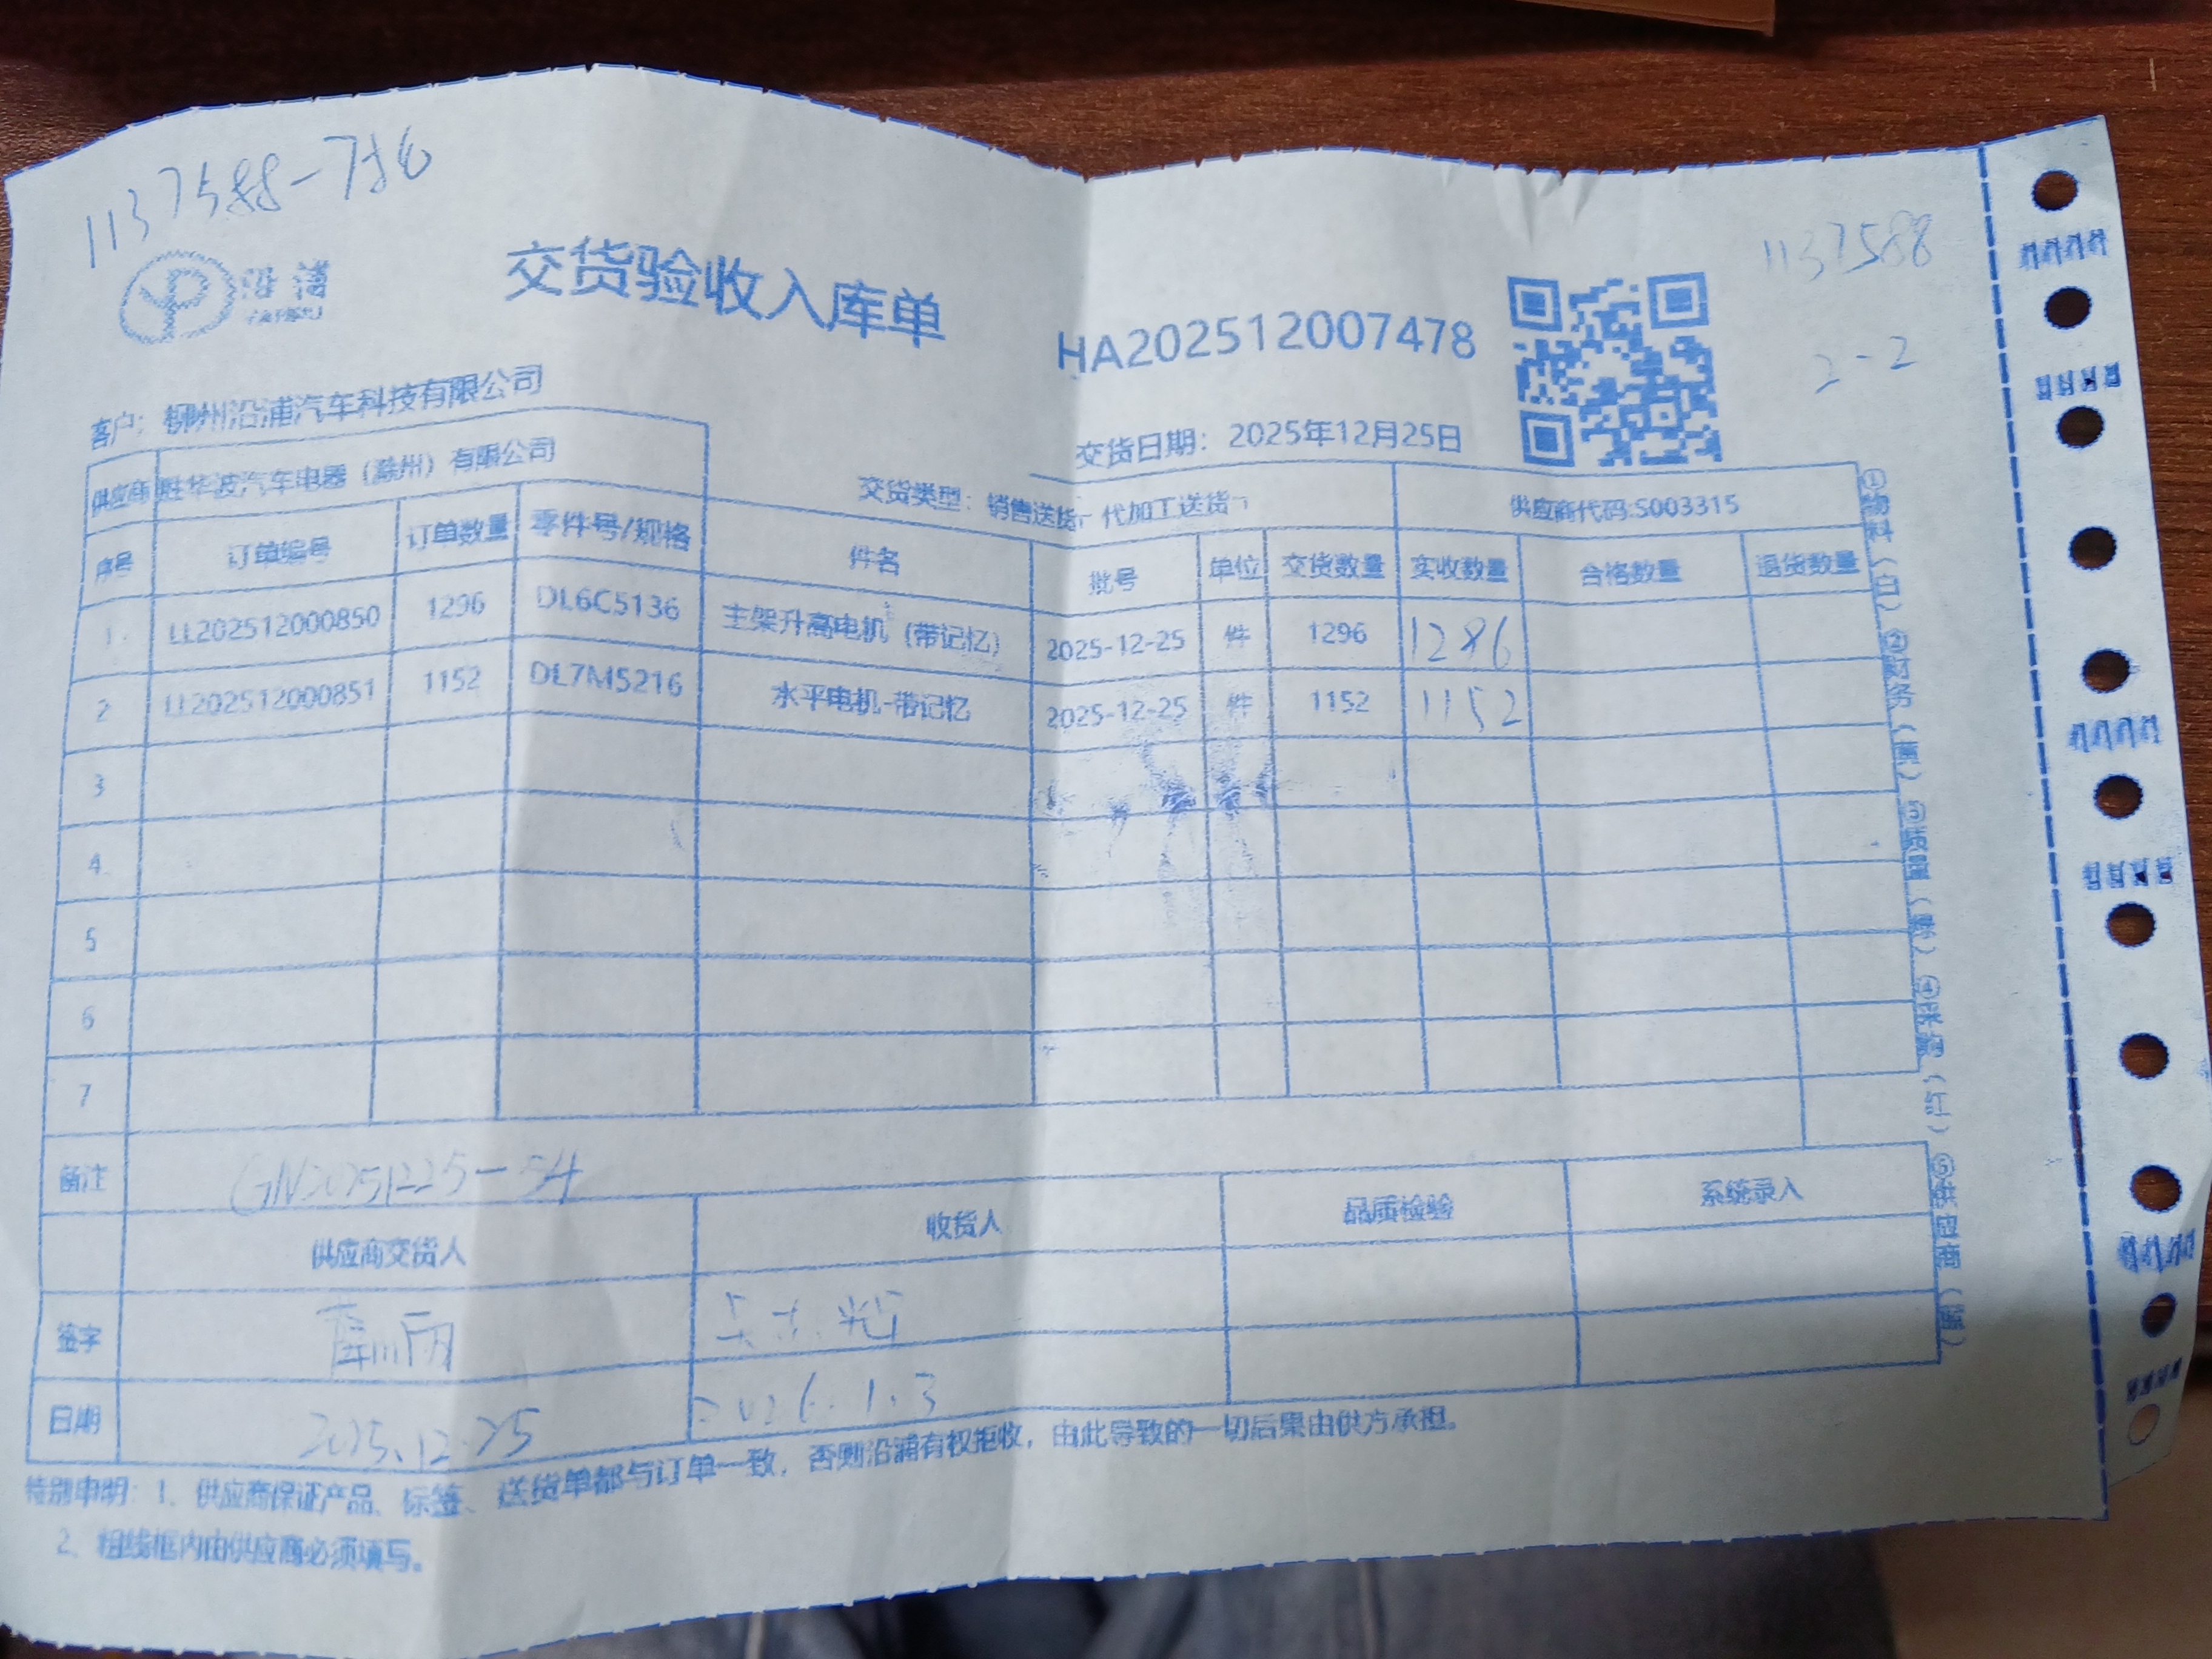 1137588-786
沿浦
YANPU
交货验收入库单
HA202512007478
1137588
2-2
客户：柳州沿浦汽车科技有限公司
交货日期：2025年12月25日
供应商 胜华波汽车电器（滁州）有限公司
交货类型：销售送货 代加工送货
供应商代码:S003315
序号 订单编号 订单数量 零件号/规格 件名 批号 单位 交货数量 实收数量 合格数量 退货数量
1 LL202512000850 1296 DL6C5136 主架升高电机（带记忆） 2025-12-25 件 1296 1286
2 LL202512000851 1152 DL7M5216 水平电机-带记忆 2025-12-25 件 1152 1152
3
4
5
6
7
备注 GN20251225-54
供应商交货人 收货人 品质检验 系统录入
签字
日期 2025.12.25 2026.1.3
特别申明：1、供应商保证产品、标签、送货单都与订单一致，否则沿浦有权拒收，由此导致的一切后果由供方承担。
2、粗线框内由供应商必须填写。
①物料（白）②财务（黄）③质量（绿）④采购（红）⑤供应商（蓝）